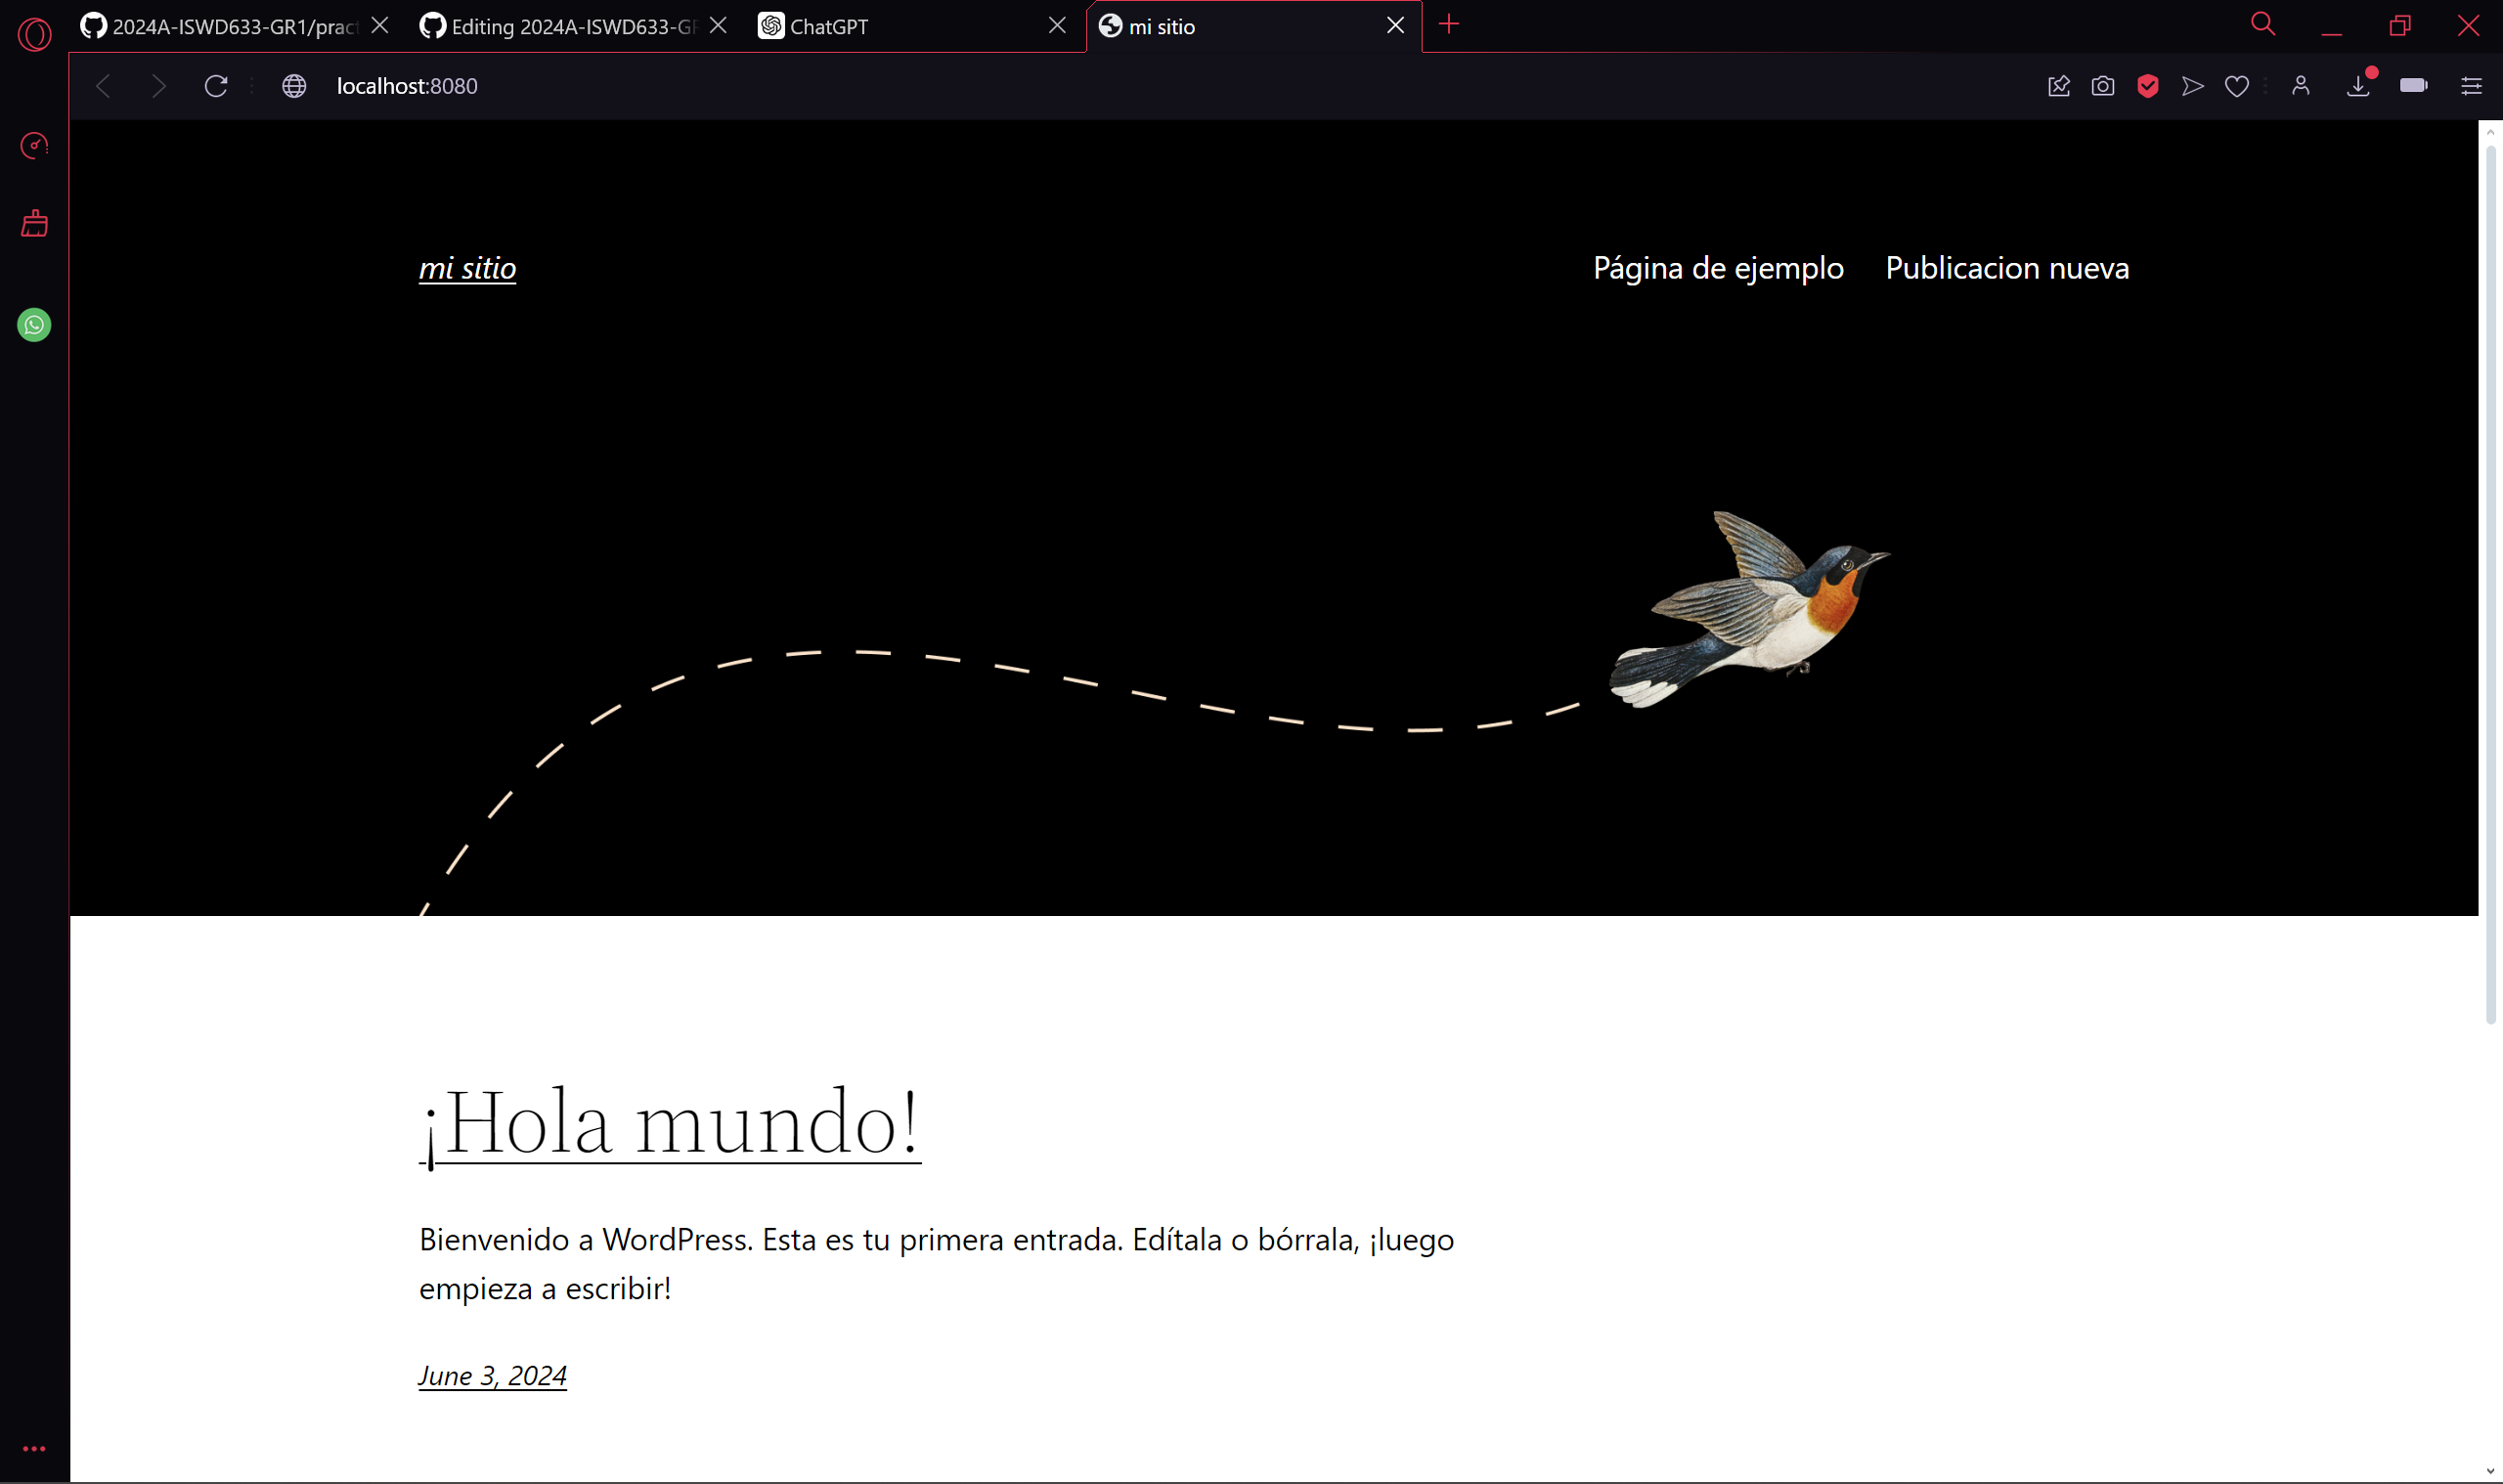 2024A-ISWD633-GR1/prac
Editing 2024A-ISWD633-G
ChatGPT
mi sitio
localhost:8080
mi sitio
Página de ejemplo
Publicacion nueva
¡Hola mundo!
Bienvenido a WordPress. Esta es tu primera entrada. Edítala o bórrala, ¡luego
empieza a escribir!
June 3, 2024